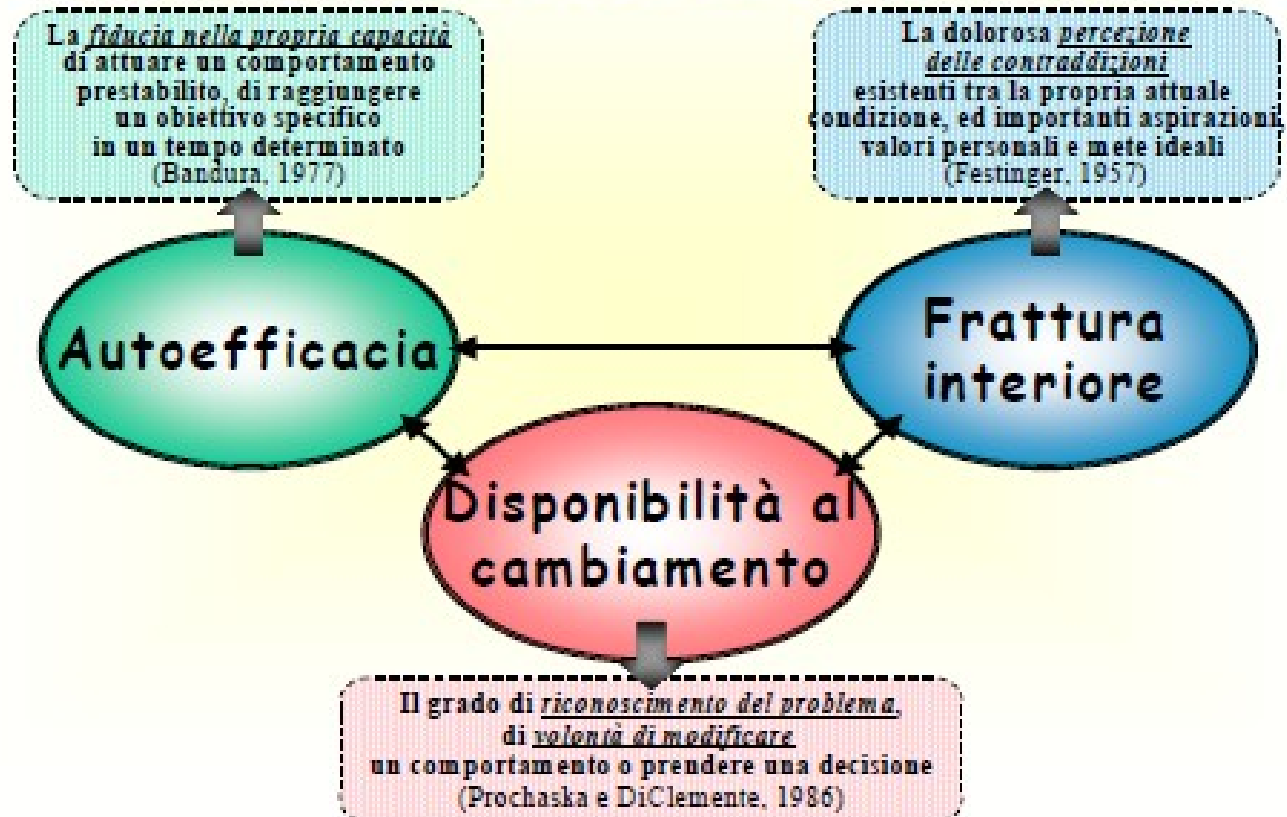 La fiducia nella propria capacità
di attuare un comportamento
prestabilito, di raggiungere
un obiettivo specifico
in un tempo determinato
(Bandura, 1977)
La dolorosa percezione
delle contraddizioni
esistenti tra la propria attuale
condizione, ed importanti aspirazioni,
valori personali e mete ideali
(Festinger, 1957)
Autoefficacia
Frattura
interiore
Disponibilità al
cambiamento
Il grado di riconoscimento del problema,
di volontà di modificare
un comportamento o prendere una decisione
(Prochaska e DiClemente, 1986)